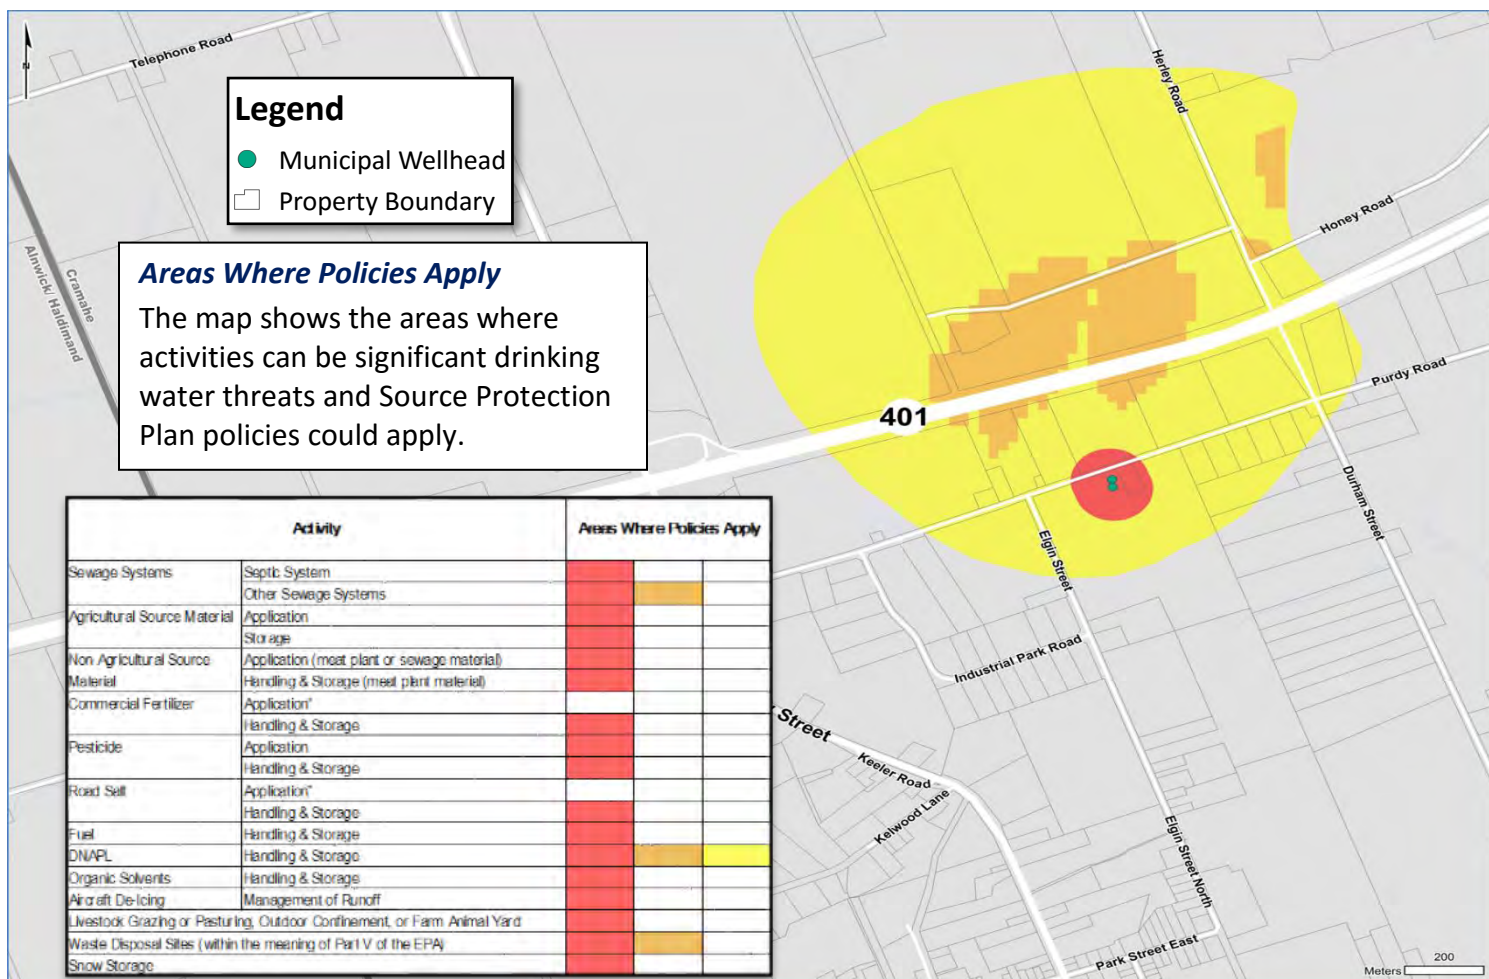 Telephone Road
N
Legend
Municipal Wellhead
Property Boundary
Herley Road
Honey Road
Cramahe
Alnwick/ Haldimand
Areas Where Policies Apply
The map shows the areas where
activities can be significant drinking
water threats and Source Protection
Plan policies could apply.
401
Purdy Road
Durham Street
Elgin Street
Industrial Park Road
Street
Keeler Road
Kelwood Lane
Elgin Street North
Park Street East
200
Meters
Activity Areas Where Policies Apply
Sewage Systems Septic System
Other Sewage Systems
Agricultural Source Material Application
Storage
Non Agricultural Source Application (meat plant or sewage material)
Material Handling & Storage (meat plant material)
Commercial Fertilizer Application*
Handling & Storage
Pesticide Application
Handling & Storage
Road Salt Application*
Handling & Storage
Fuel Handling & Storage
DNAPL Handling & Storage
Organic Solvents Handling & Storage
Aircraft De-Icing Management of Runoff
Livestock Grazing or Pasturing, Outdoor Confinement, or Farm Animal Yard
Waste Disposal Sites (within the meaning of Part V of the EPA)
Snow Storage